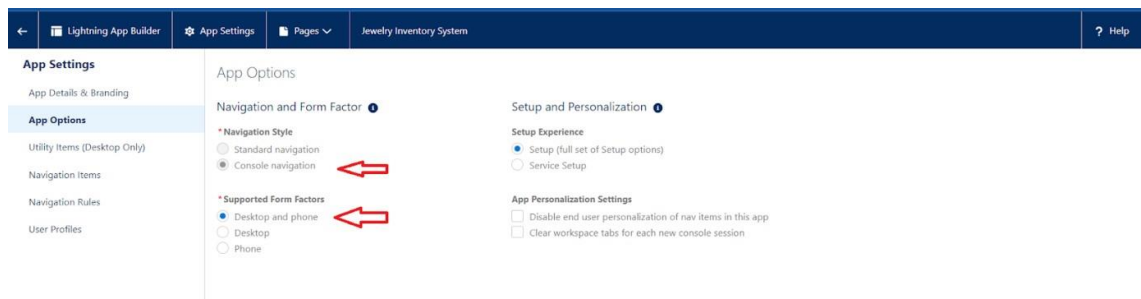 Lightning App Builder
App Settings
Pages
Jewelry Inventory System
? Help
App Settings
App Details & Branding
App Options
Utility Items (Desktop Only)
Navigation Items
Navigation Rules
User Profiles
App Options
Navigation and Form Factor
* Navigation Style
Standard navigation
Console navigation
* Supported Form Factors
Desktop and phone
Desktop
Phone
Setup and Personalization
Setup Experience
Setup (full set of Setup options)
Service Setup
App Personalization Settings
Disable end user personalization of nav items in this app
Clear workspace tabs for each new console session